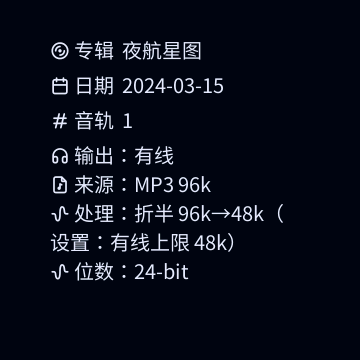 专辑 夜航星图
日期 2024-03-15
# 音轨 1
输出：有线
来源：MP3 96k
处理：折半 96k→48k（
设置：有线上限 48k）
位数：24-bit